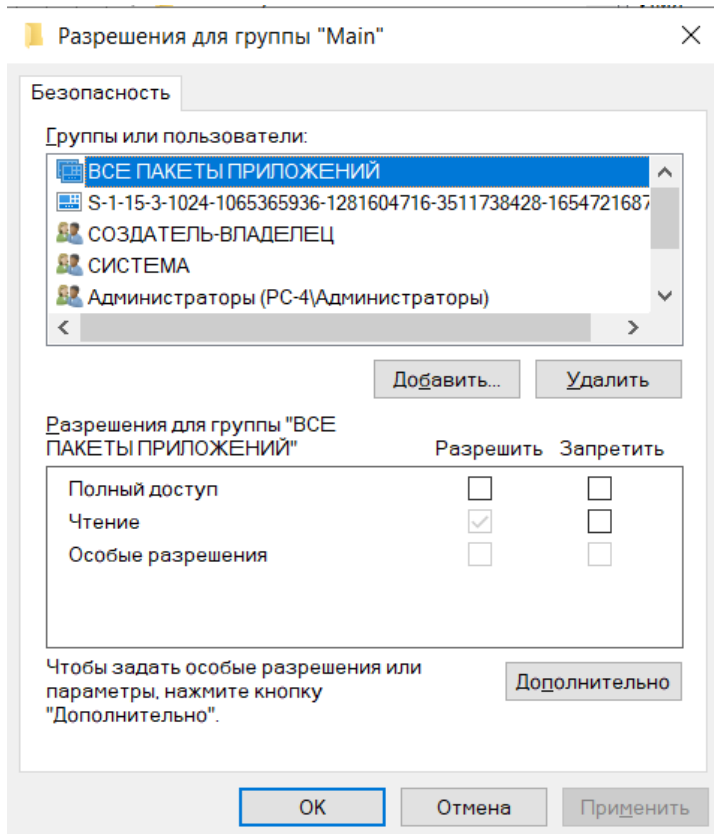 Разрешения для группы "Main"
Безопасность
Группы или пользователи:
ВСЕ ПАКЕТЫ ПРИЛОЖЕНИЙ
S-1-15-3-1024-1065365936-1281604716-3511738428-1654721687
СОЗДАТЕЛЬ-ВЛАДЕЛЕЦ
СИСТЕМА
Администраторы (PC-4\Администраторы)
Добавить... Удалить
Разрешения для группы "ВСЕ
ПАКЕТЫ ПРИЛОЖЕНИЙ" Разрешить Запретить
Полный доступ
Чтение
Особые разрешения
Чтобы задать особые разрешения или
параметры, нажмите кнопку
"Дополнительно".
Дополнительно
ОК Отмена Применить